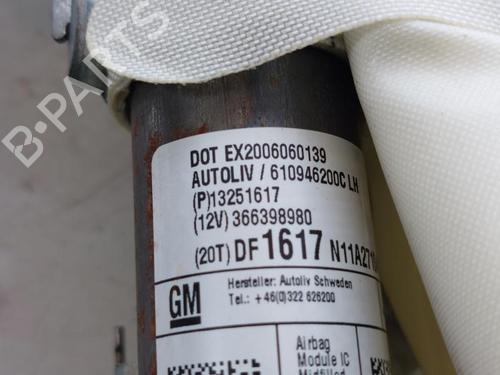 B-PARTS
DOT EX2006060139
AUTOLIV / 610946200C LH
(P)13251617
(12V) 366398980
(20T) DF 1617
GM
Hersteller: Autoliv Schweden
Tel.: +46(0)322 626200
Airbag
Module IC
Midfilled